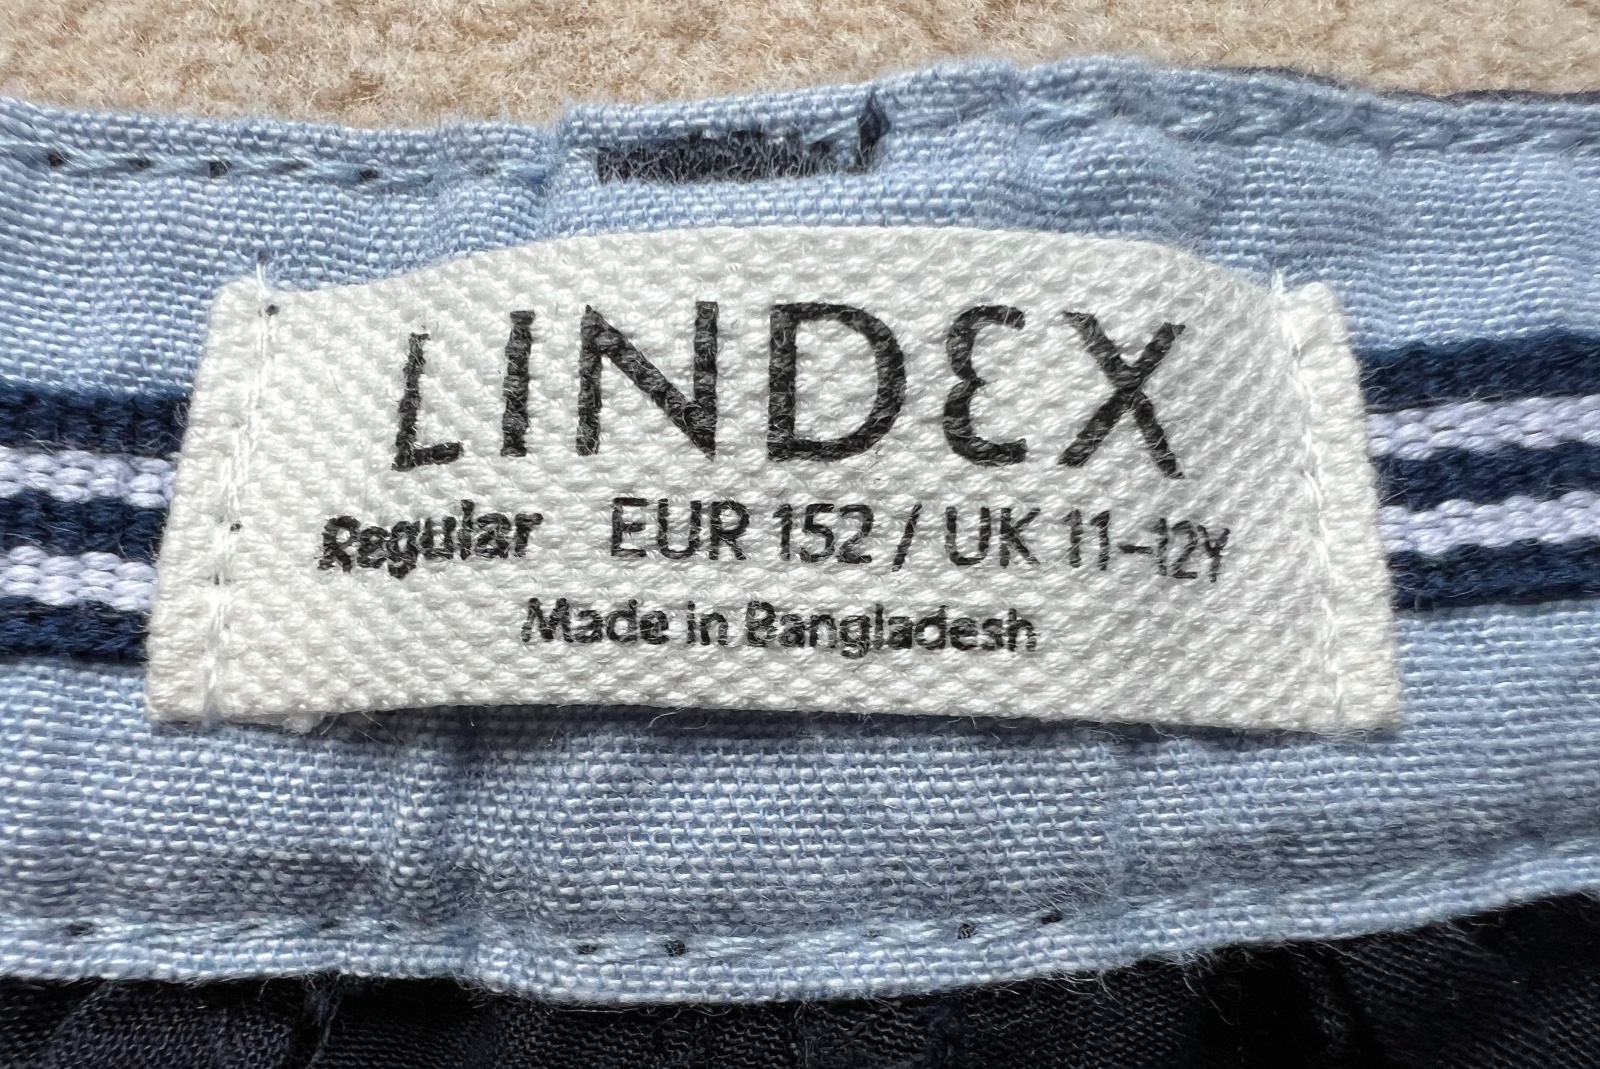 LINDEX
Regular EUR 152 / UK 11-12Y
Made in Bangladesh